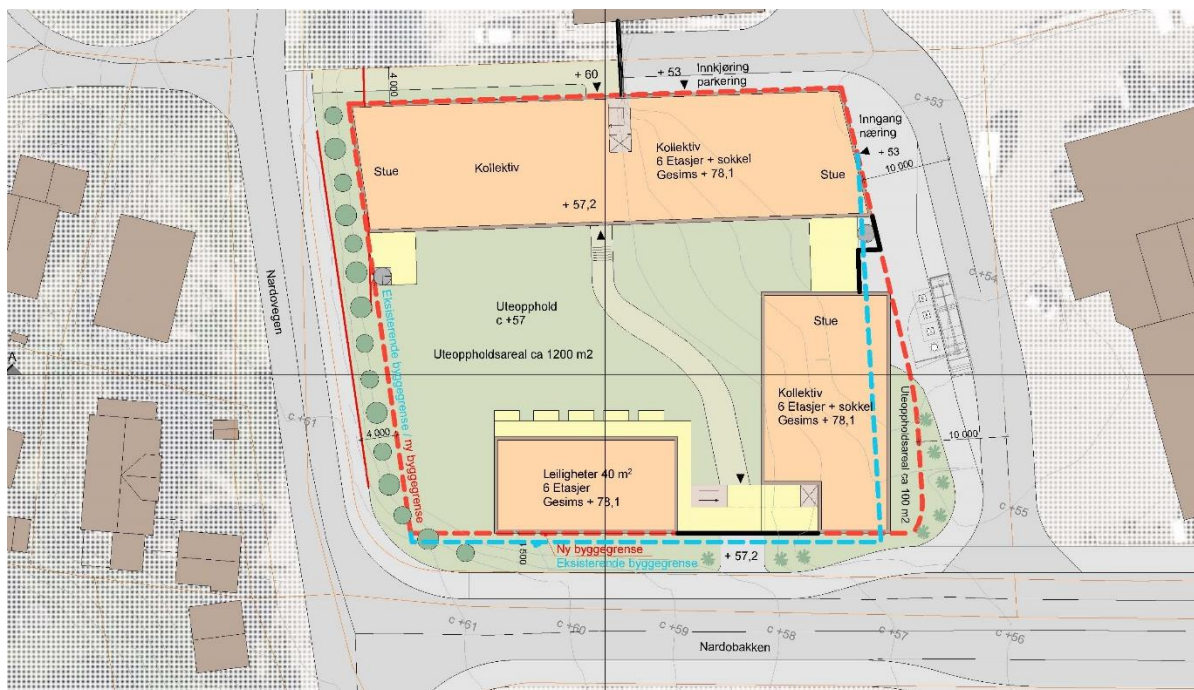 4 000
+ 60
+ 53
Innkjøring
parkering
c +53
Inngang
næring
+ 53
10 000
Kollektiv
6 Etasjer + sokkel
Gesims + 78,1
Stue
Kollektiv
Stue
+ 57,2
c +54
Nardovegen
Eksisterende byggegrense / ny byggegrense
Uteopphold
c +57
Uteoppholdsareal ca 1200 m2
Stue
Kollektiv
6 Etasjer + sokkel
Gesims + 78,1
Uteoppholdsareal ca 100 m2
10 000
A
c +61
4 000
Leiligheter 40 m²
6 Etasjer
Gesims + 78,1
c +55
1 500
Ny byggegrense
Eksisterende byggegrense
+ 57,2
c +61
c +60
c +59
c +58
c +57
c +56
Nardobakken